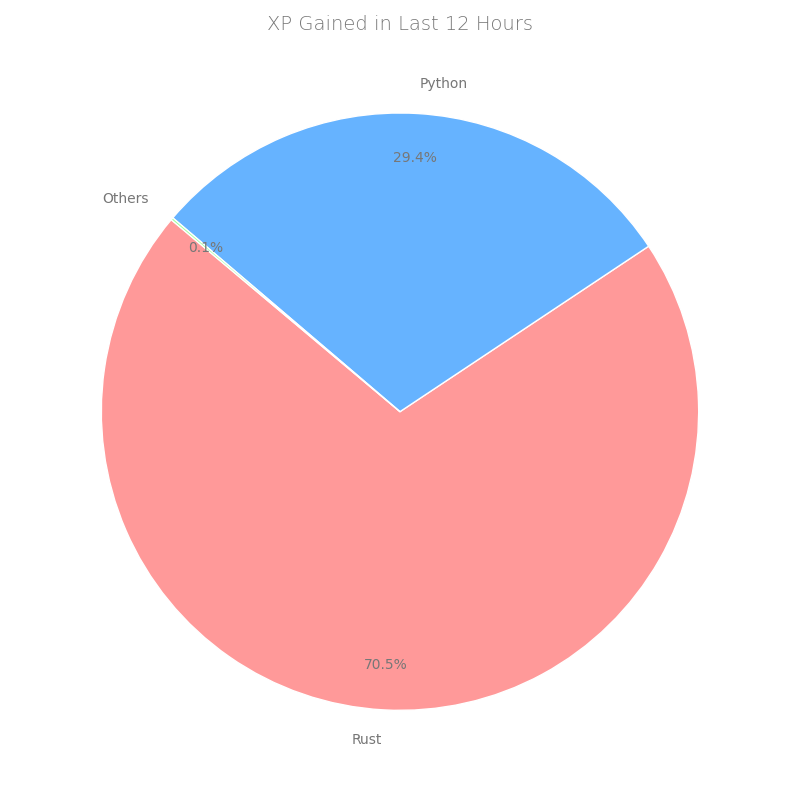 XP Gained in Last 12 Hours
Python
29.4%
Others
0.1%
70.5%
Rust